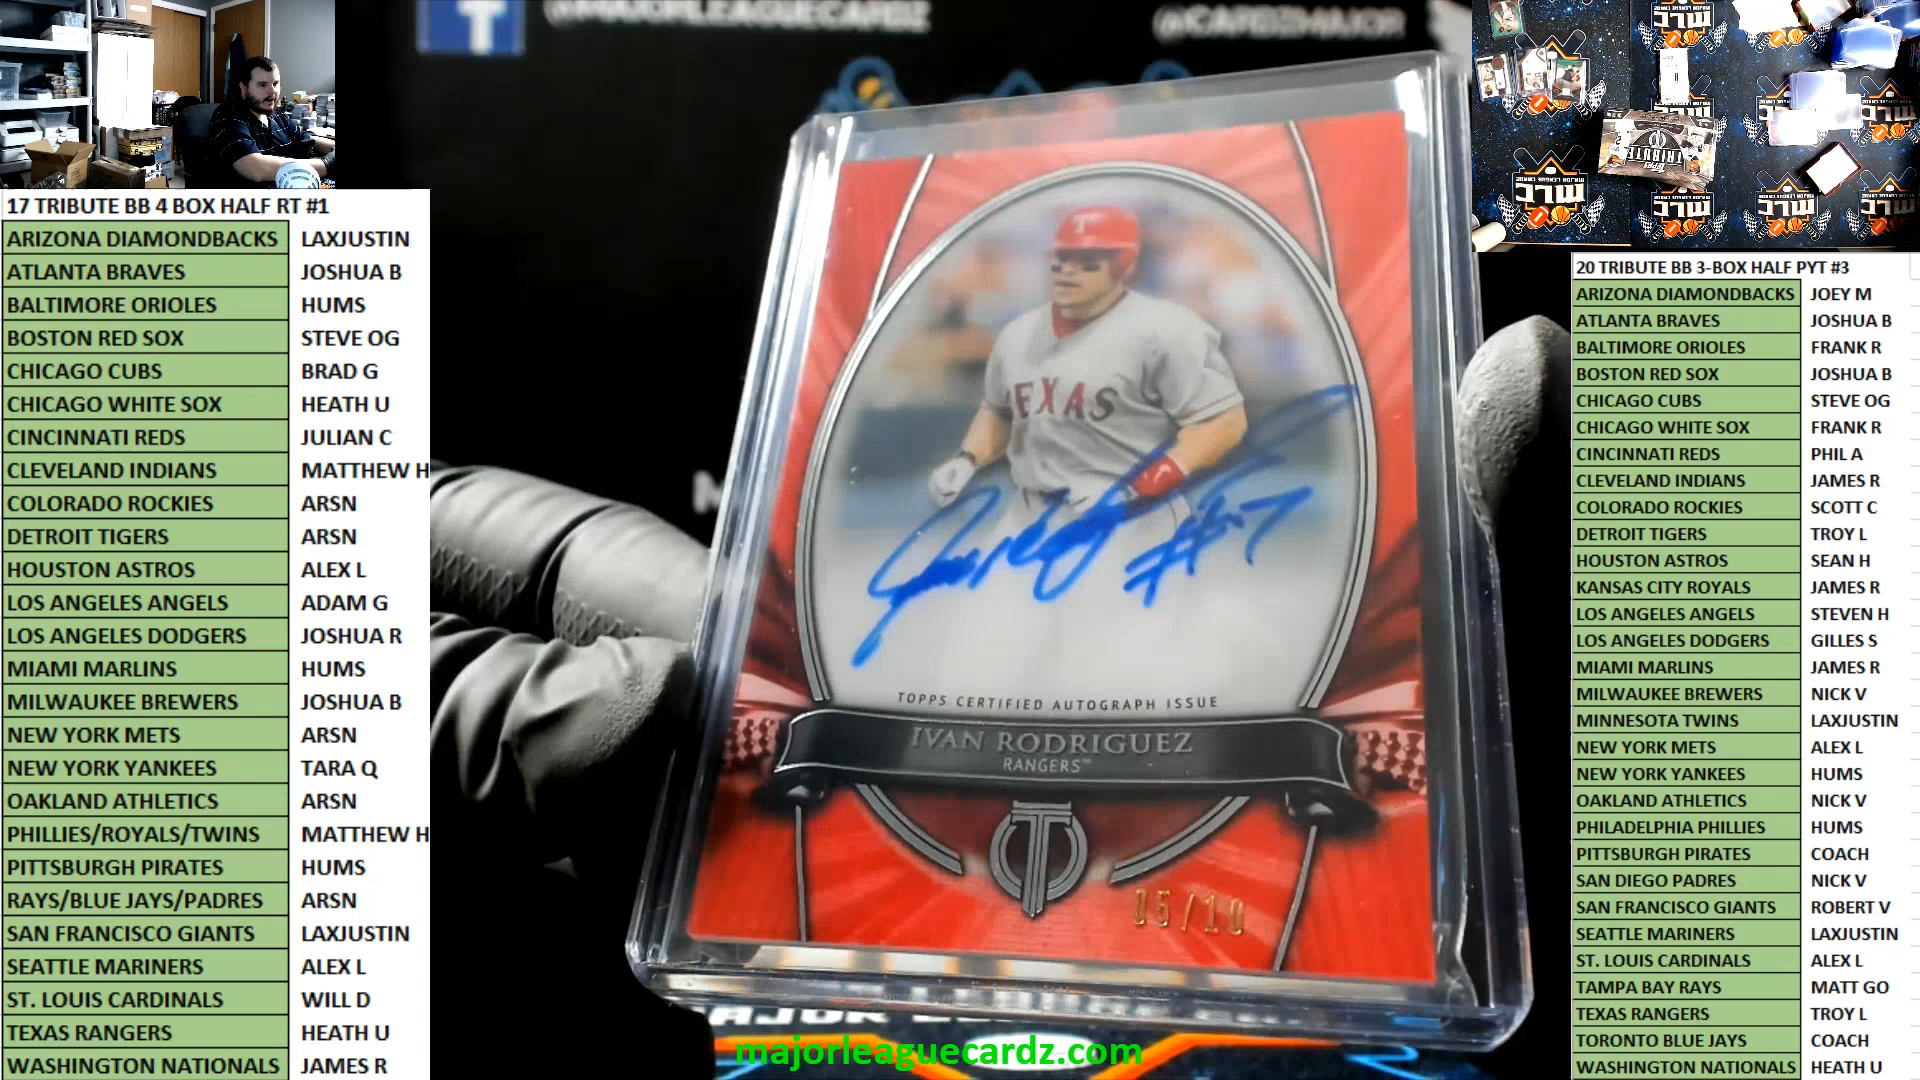 @MAJORLEAGUECARDZ
@CARDZMAJOR
17 TRIBUTE BB 4 BOX HALF RT #1
ARIZONA DIAMONDBACKS LAXJUSTIN
ATLANTA BRAVES JOSHUA B
BALTIMORE ORIOLES HUMS
BOSTON RED SOX STEVE OG
CHICAGO CUBS BRAD G
CHICAGO WHITE SOX HEATH U
CINCINNATI REDS JULIAN C
CLEVELAND INDIANS MATTHEW H
COLORADO ROCKIES ARSN
DETROIT TIGERS ARSN
HOUSTON ASTROS ALEX L
LOS ANGELES ANGELS ADAM G
LOS ANGELES DODGERS JOSHUA R
MIAMI MARLINS HUMS
MILWAUKEE BREWERS JOSHUA B
NEW YORK METS ARSN
NEW YORK YANKEES TARA Q
OAKLAND ATHLETICS ARSN
PHILLIES/ROYALS/TWINS MATTHEW H
PITTSBURGH PIRATES HUMS
RAYS/BLUE JAYS/PADRES ARSN
SAN FRANCISCO GIANTS LAXJUSTIN
SEATTLE MARINERS ALEX L
ST. LOUIS CARDINALS WILL D
TEXAS RANGERS HEATH U
WASHINGTON NATIONALS JAMES R
T
TEXAS
#7
TOPPS CERTIFIED AUTOGRAPH ISSUE
IVAN RODRIGUEZ
RANGERS™
T
05/10
majorleaguecardz.com
TRIBUTE
MLC
20 TRIBUTE BB 3-BOX HALF PYT #3
ARIZONA DIAMONDBACKS JOEY M
ATLANTA BRAVES JOSHUA B
BALTIMORE ORIOLES FRANK R
BOSTON RED SOX JOSHUA B
CHICAGO CUBS STEVE OG
CHICAGO WHITE SOX FRANK R
CINCINNATI REDS PHIL A
CLEVELAND INDIANS JAMES R
COLORADO ROCKIES SCOTT C
DETROIT TIGERS TROY L
HOUSTON ASTROS SEAN H
KANSAS CITY ROYALS JAMES R
LOS ANGELES ANGELS STEVEN H
LOS ANGELES DODGERS GILLES S
MIAMI MARLINS JAMES R
MILWAUKEE BREWERS NICK V
MINNESOTA TWINS LAXJUSTIN
NEW YORK METS ALEX L
NEW YORK YANKEES HUMS
OAKLAND ATHLETICS NICK V
PHILADELPHIA PHILLIES HUMS
PITTSBURGH PIRATES COACH
SAN DIEGO PADRES NICK V
SAN FRANCISCO GIANTS ROBERT V
SEATTLE MARINERS LAXJUSTIN
ST. LOUIS CARDINALS ALEX L
TAMPA BAY RAYS MATT GO
TEXAS RANGERS TROY L
TORONTO BLUE JAYS COACH
WASHINGTON NATIONALS HEATH U